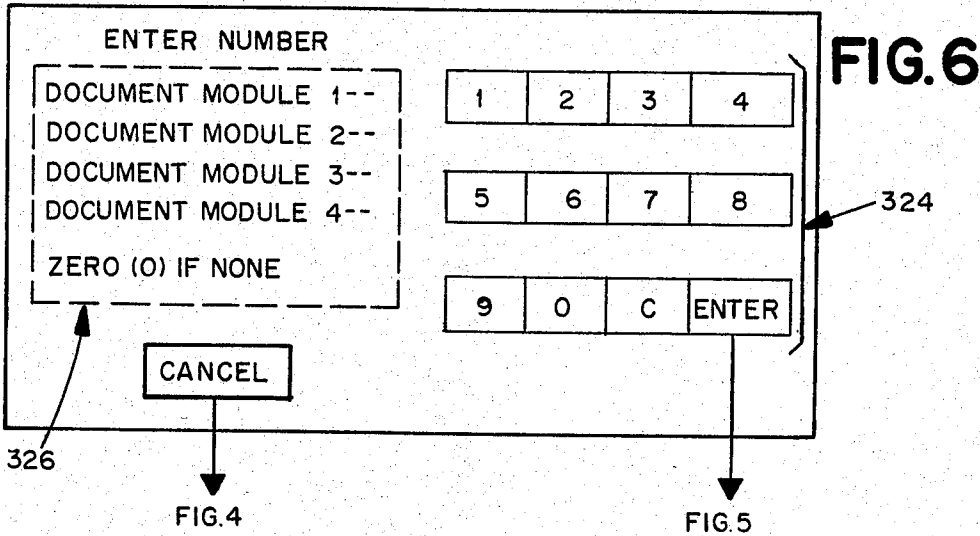 FIG.6
ENTER NUMBER
DOCUMENT MODULE 1--
DOCUMENT MODULE 2--
DOCUMENT MODULE 3--
DOCUMENT MODULE 4--
ZERO (0) IF NONE
1 2 3 4
5 6 7 8
9 0 C ENTER
324
CANCEL
326
FIG.4
FIG.5